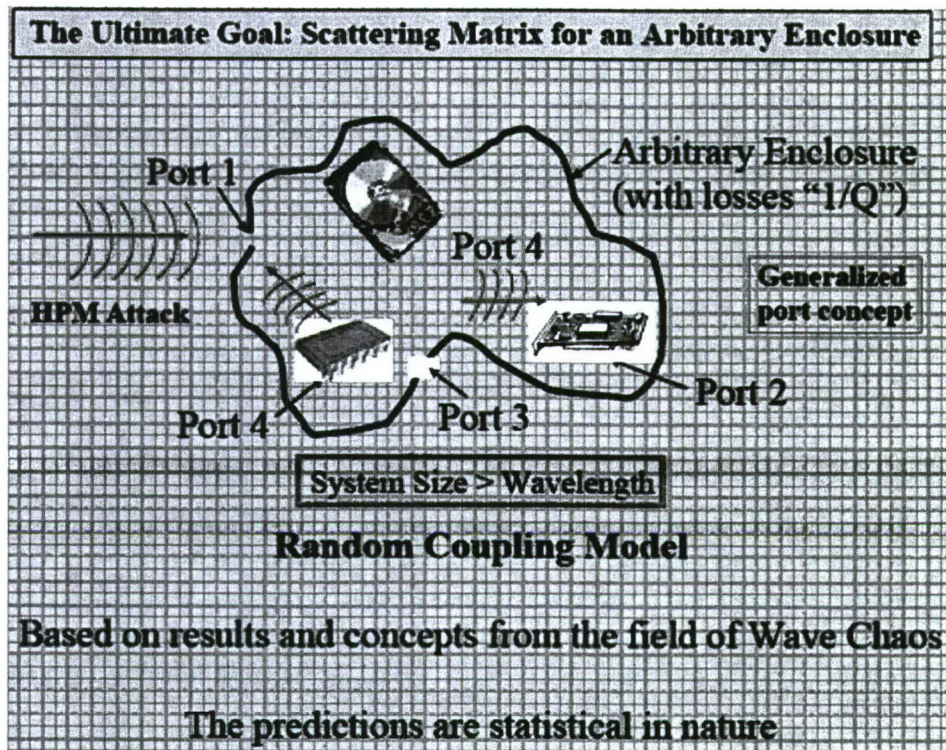 The Ultimate Goal: Scattering Matrix for an Arbitrary Enclosure
Port 1
Arbitrary Enclosure
(with losses “1/Q”)
Port 4
HPM Attack
Generalized
port concept
Port 4
Port 3
Port 2
System Size > Wavelength
Random Coupling Model
Based on results and concepts from the field of Wave Chaos
The predictions are statistical in nature